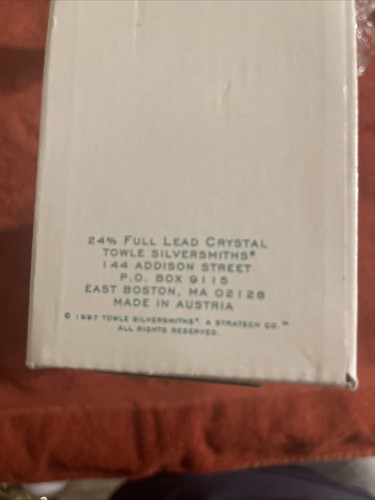 24% FULL LEAD CRYSTAL
TOWLE SILVERSMITHS®
144 ADDISON STREET
P.O. BOX 9115
EAST BOSTON, MA 02128
MADE IN AUSTRIA
© 1997 TOWLE SILVERSMITHS®. A SYRATECH CO.™
ALL RIGHTS RESERVED.